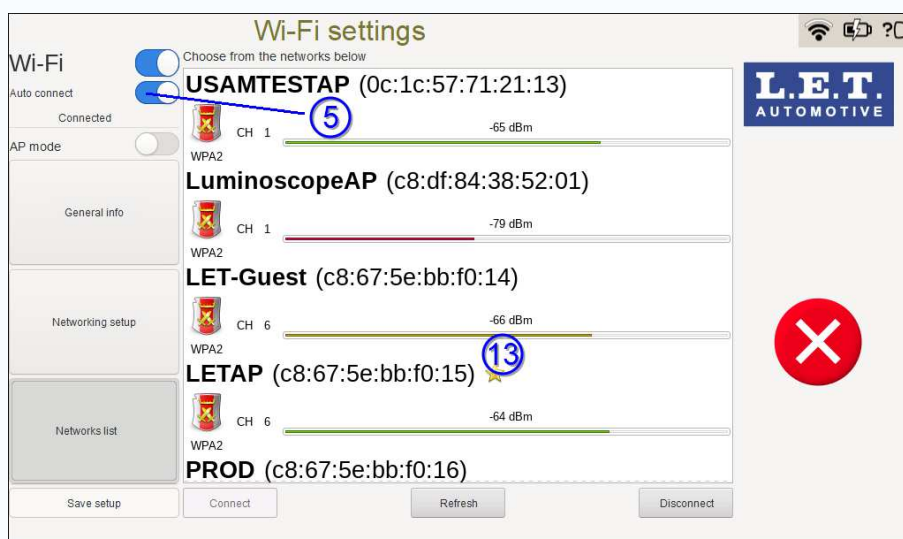 Wi-Fi settings
?
Wi-Fi
Choose from the networks below
Auto connect
Connected
AP mode
General info
Networking setup
Networks list
Save setup
USAMTESTAP (0c:1c:57:71:21:13)
5
CH 1
-65 dBm
WPA2
LuminoscopeAP (c8:df:84:38:52:01)
CH 1
-79 dBm
WPA2
LET-Guest (c8:67:5e:bb:f0:14)
CH 6
-66 dBm
WPA2
13
LETAP (c8:67:5e:bb:f0:15)
CH 6
-64 dBm
WPA2
PROD (c8:67:5e:bb:f0:16)
Connect
Refresh
Disconnect
L.E.T.
AUTOMOTIVE